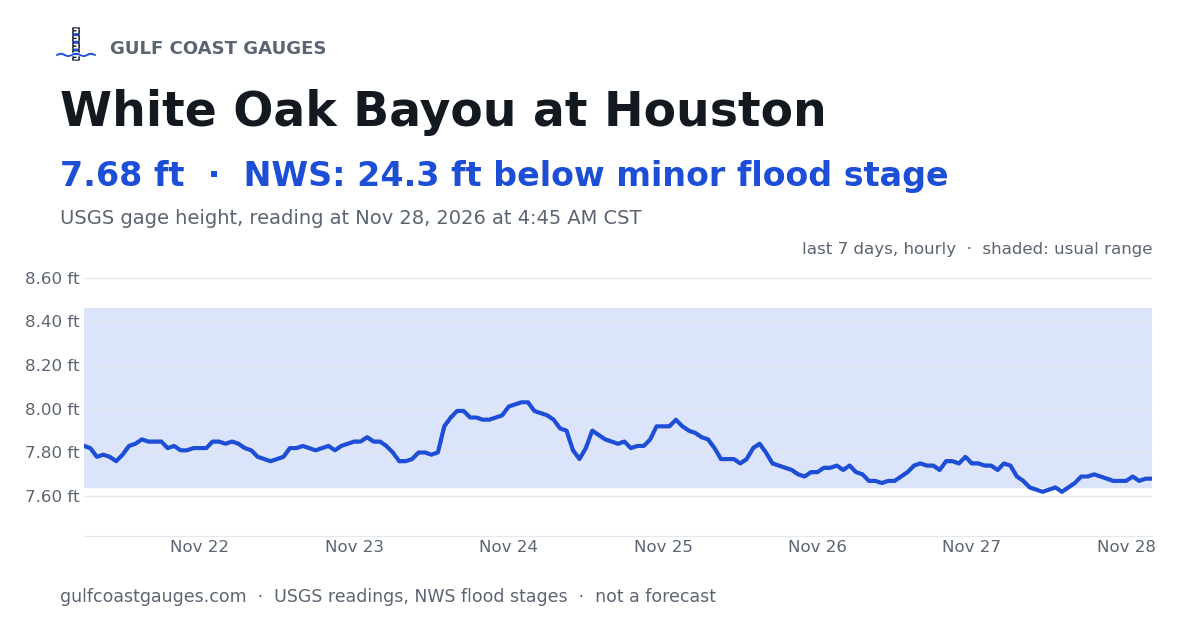 GULF COAST GAUGES
White Oak Bayou at Houston
7.68 ft · NWS: 24.3 ft below minor flood stage
USGS gage height, reading at Nov 28, 2026 at 4:45 AM CST
last 7 days, hourly · shaded: usual range
8.60 ft
8.40 ft
8.20 ft
8.00 ft
7.80 ft
7.60 ft
Nov 22 Nov 23 Nov 24 Nov 25 Nov 26 Nov 27 Nov 28
gulfcoastgauges.com · USGS readings, NWS flood stages · not a forecast